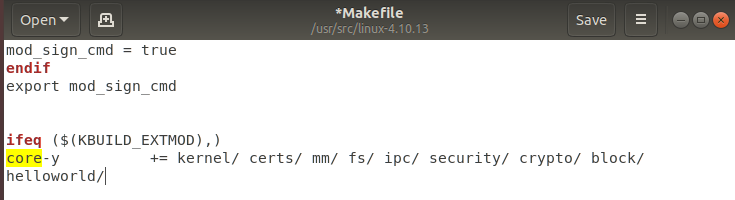 Open
*Makefile
/usr/src/linux-4.10.13
Save
mod_sign_cmd = true
endif
export mod_sign_cmd
ifeq ($(KBUILD_EXTMOD),)
core-y          += kernel/ certs/ mm/ fs/ ipc/ security/ crypto/ block/
helloworld/